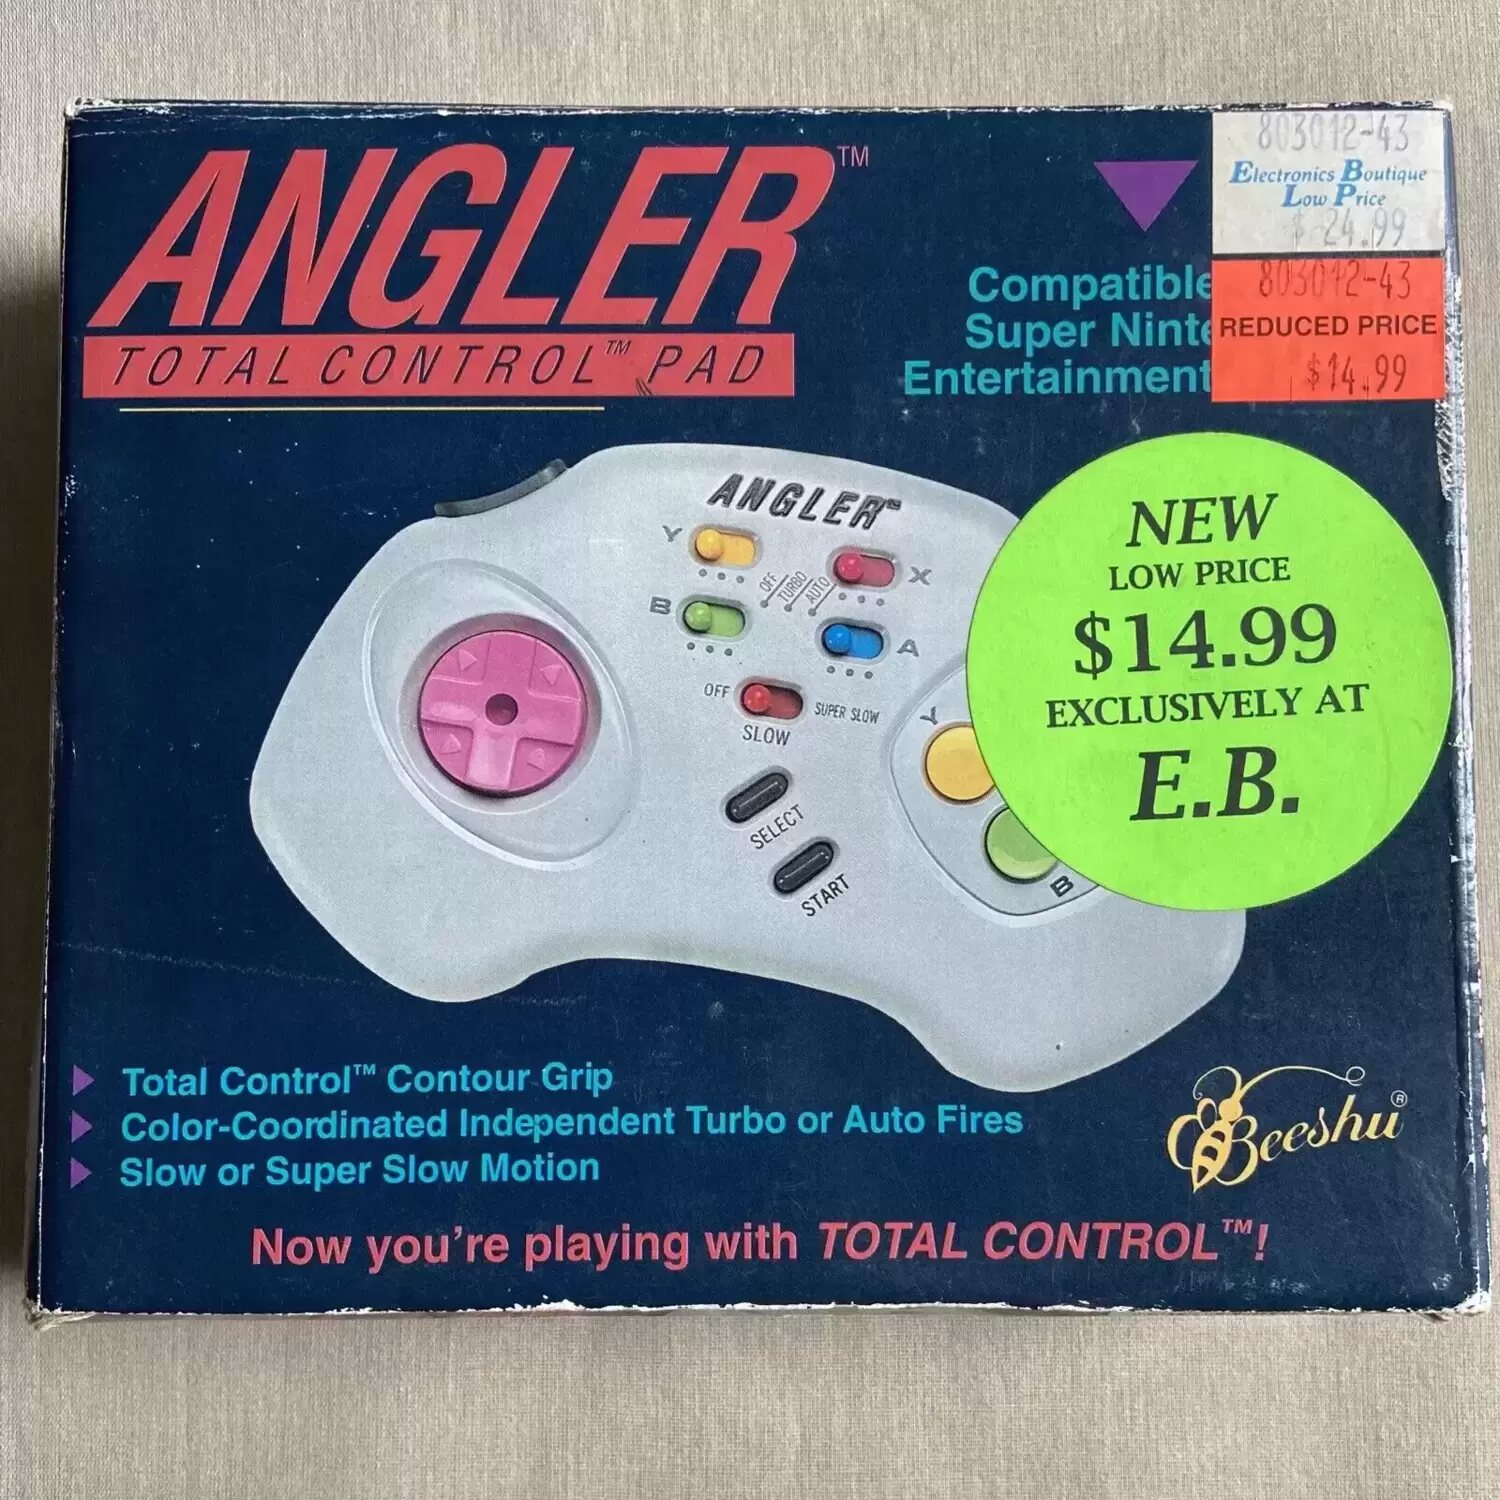 ANGLER™
TOTAL CONTROL™ PAD
803012-43
Electronics Boutique
Low Price
$ 24.99
803012-43
REDUCED PRICE
$14.99
Compatible
Super Ninte
Entertainment
NEW
LOW PRICE
$14.99
EXCLUSIVELY AT
E.B.
ANGLER™
Y
X
OFF
TURBO
AUTO
B
A
OFF
SUPER SLOW
SLOW
Y
SELECT
START
B
Total Control™ Contour Grip
Color-Coordinated Independent Turbo or Auto Fires
Slow or Super Slow Motion
Beeshu®
Now you're playing with TOTAL CONTROL™!